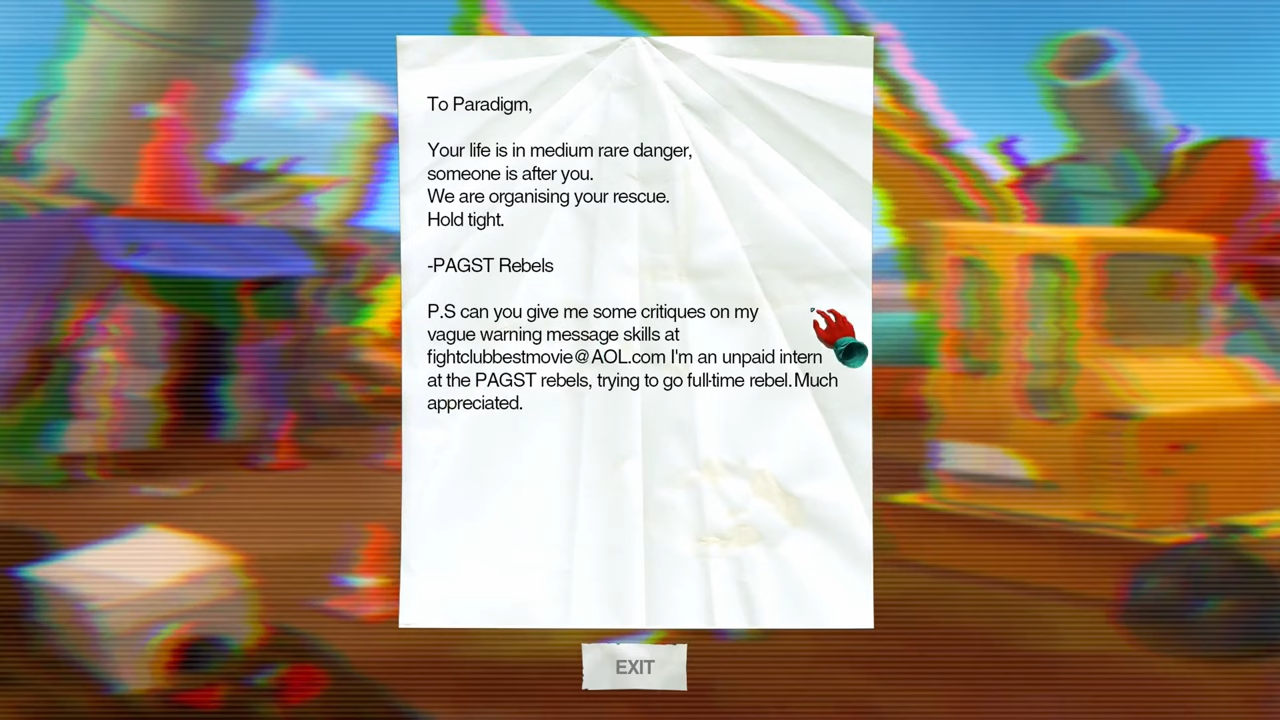 To Paradigm,
Your life is in medium rare danger,
someone is after you.
We are organising your rescue.
Hold tight.
-PAGST Rebels
P.S can you give me some critiques on my
vague warning message skills at
fightclubbestmovie@AOL.com I'm an unpaid intern
at the PAGST rebels, trying to go full-time rebel. Much
appreciated.
EXIT